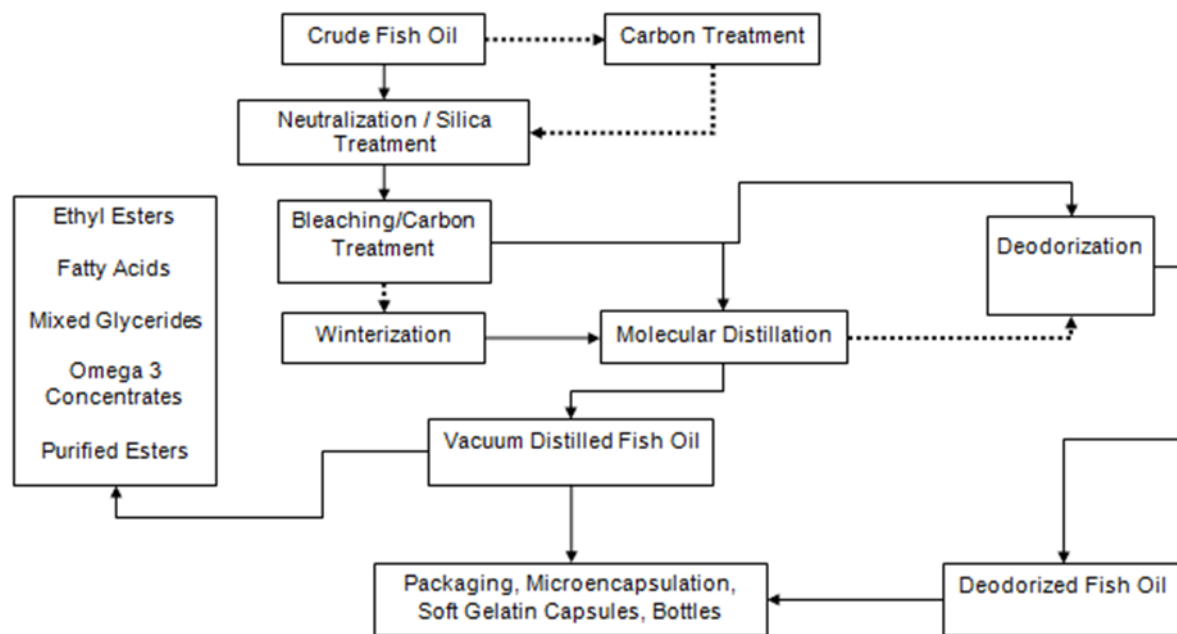 Crude Fish Oil
Carbon Treatment
Neutralization / Silica
Treatment
Ethyl Esters
Fatty Acids
Mixed Glycerides
Omega 3
Concentrates
Purified Esters
Bleaching/Carbon
Treatment
Deodorization
Winterization
Molecular Distillation
Vacuum Distilled Fish Oil
Packaging, Microencapsulation,
Soft Gelatin Capsules, Bottles
Deodorized Fish Oil